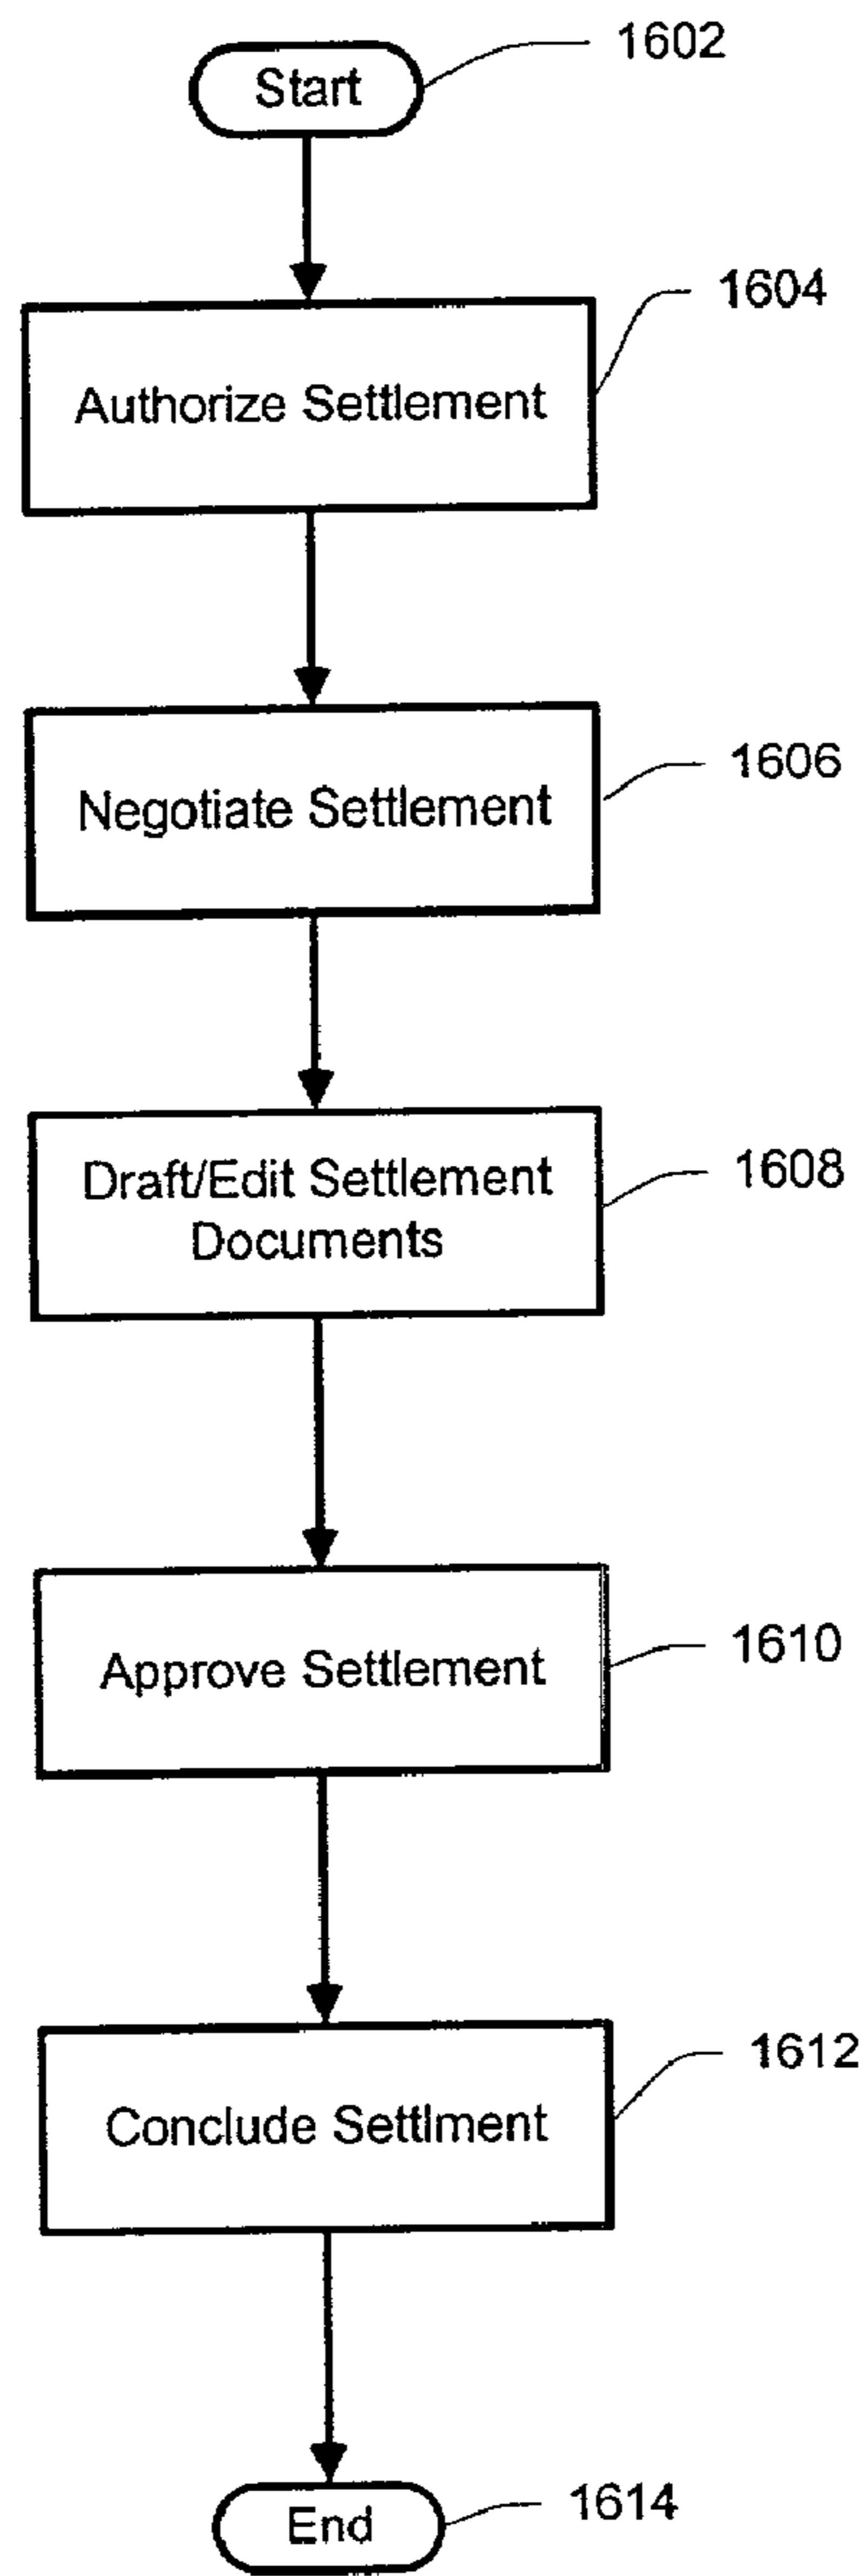 Start
1602
1604
Authorize Settlement
1606
Negotiate Settlement
1608
Draft/Edit Settlement
Documents
1610
Approve Settlement
1612
Conclude Settlment
1614
End